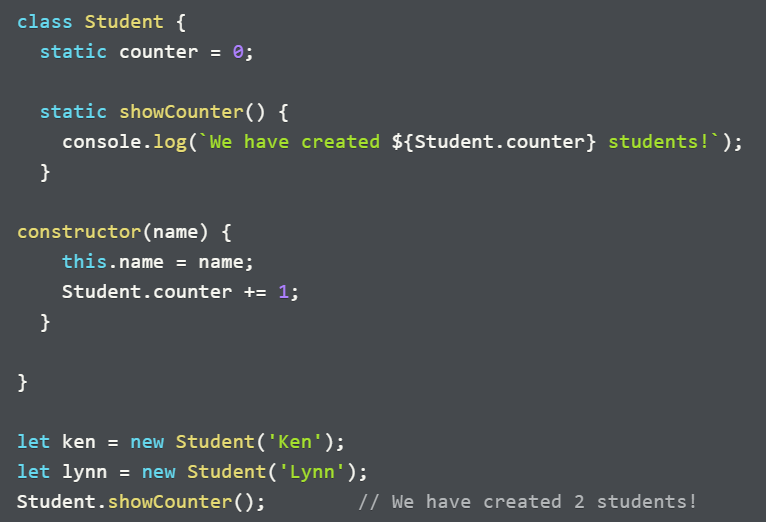 class Student {
  static counter = 0;

  static showCounter() {
    console.log(`We have created ${Student.counter} students!`);
  }

constructor(name) {
    this.name = name;
    Student.counter += 1;
  }

}

let ken = new Student('Ken');
let lynn = new Student('Lynn');
Student.showCounter();        // We have created 2 students!